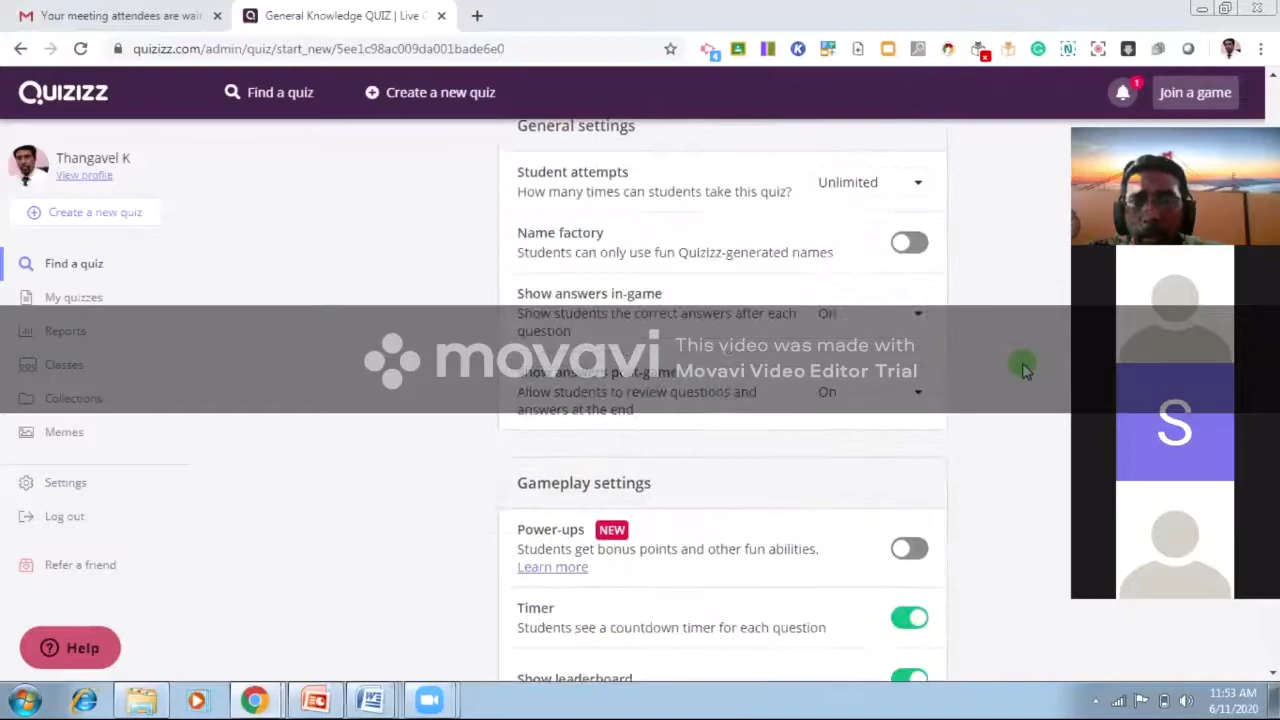 Your meeting attendees are wai
General Knowledge QUIZ | Live
quizizz.com/admin/quiz/start_new/5ee1c98ac009da001bade6e0
QUIZIZZ
Find a quiz
Create a new quiz
1
Join a game
Thangavel K
View profile
Create a new quiz
Find a quiz
My quizzes
Reports
Classes
Collections
Memes
Settings
Log out
Refer a friend
Help
General settings
Student attempts
How many times can students take this quiz?
Unlimited
Name factory
Students can only use fun Quizizz-generated names
Show answers in-game
Show students the correct answers after each
question
On
movavi
This video was made with
Movavi Video Editor Trial
Show answers post-game
Allow students to review questions and
answers at the end
On
Gameplay settings
Power-ups NEW
Students get bonus points and other fun abilities.
Learn more
Timer
Students see a countdown timer for each question
Show leaderboard
S
11:53 AM
6/11/2020